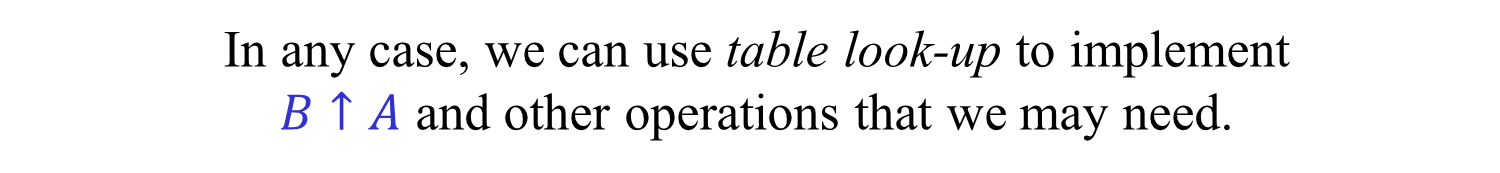 In any case, we can use table look-up to implement
B ↑ A and other operations that we may need.